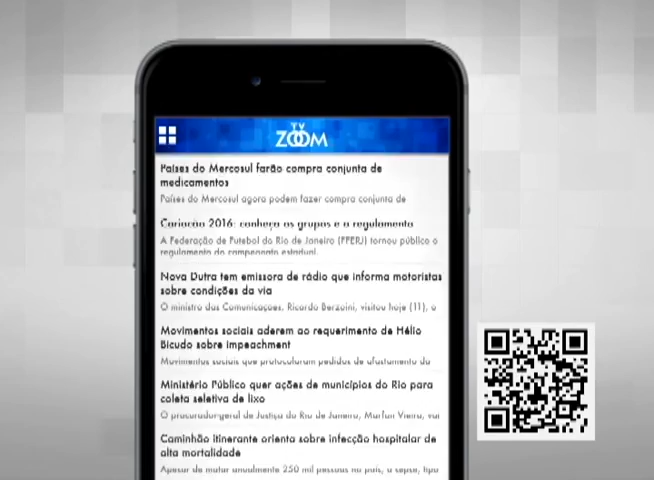 TV
ZOOM
Países do Mercosul farão compra conjunta de
medicamentos
Países do Mercosul agora podem fazer compra conjunta de
Cariocão 2016: conheça os grupos e o regulamento
A Federação de Futebol do Rio de Janeiro (FFERJ) tornou público o
regulamento do campeonato estadual.
Nova Dutra tem emissora de rádio que informa motoristas
sobre condições da via
O ministro das Comunicações, Ricardo Berzoini, visitou hoje (11), o
Movimentos sociais aderem ao requerimento de Hélio
Bicudo sobre impeachment
Movimentos sociais que protocolaram pedidos de afastamento da
Ministério Público quer ações de municípios do Rio para
coleta seletiva de lixo
O procurador-geral de Justiça do Rio de Janeiro, Marfan Vieira, vai
Caminhão itinerante orienta sobre infecção hospitalar de
alta mortalidade
Apesar de matar anualmente 250 mil pessoas no país, a sepse, tipo